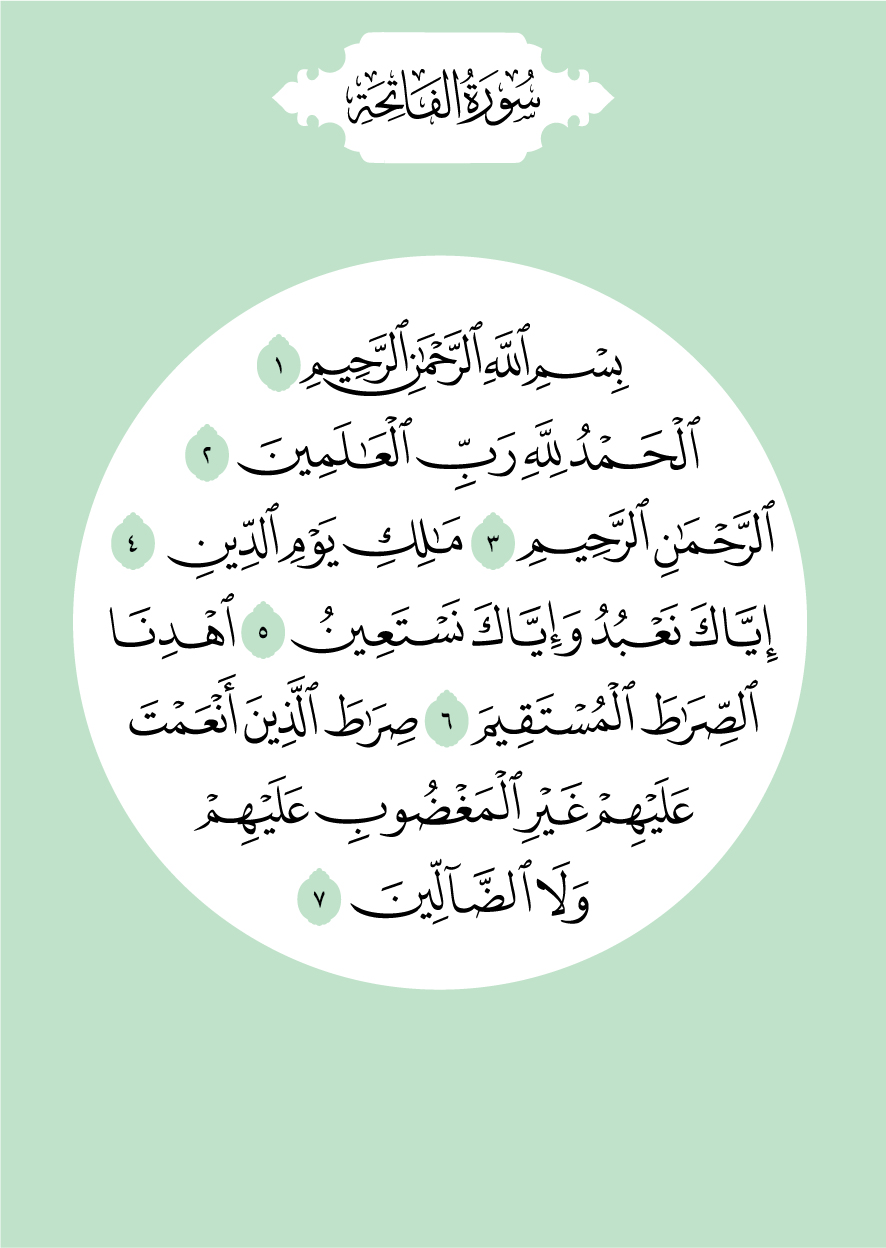 سُورَةُ الفَاتِحَةِ
بِسْمِ ٱللَّهِ ٱلرَّحْمَٰنِ ٱلرَّحِيمِ ١
ٱلْحَمْدُ لِلَّهِ رَبِّ ٱلْعَٰلَمِينَ ٢
ٱلرَّحْمَٰنِ ٱلرَّحِيمِ ٣ مَٰلِكِ يَوْمِ ٱلدِّينِ ٤
إِيَّاكَ نَعْبُدُ وَإِيَّاكَ نَسْتَعِينُ ٥ ٱهْدِنَا
ٱلصِّرَٰطَ ٱلْمُسْتَقِيمَ ٦ صِرَٰطَ ٱلَّذِينَ أَنْعَمْتَ
عَلَيْهِمْ غَيْرِ ٱلْمَغْضُوبِ عَلَيْهِمْ
وَلَا ٱلضَّآلِّينَ ٧